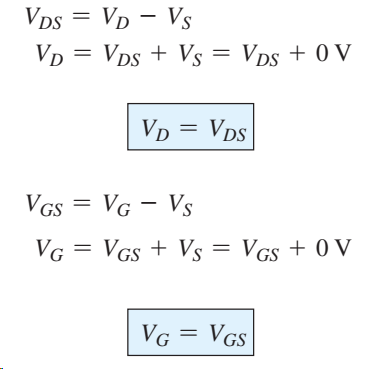 V_DS = V_D − V_S
V_D = V_DS + V_S = V_DS + 0 V
V_D = V_DS
V_GS = V_G − V_S
V_G = V_GS + V_S = V_GS + 0 V
V_G = V_GS